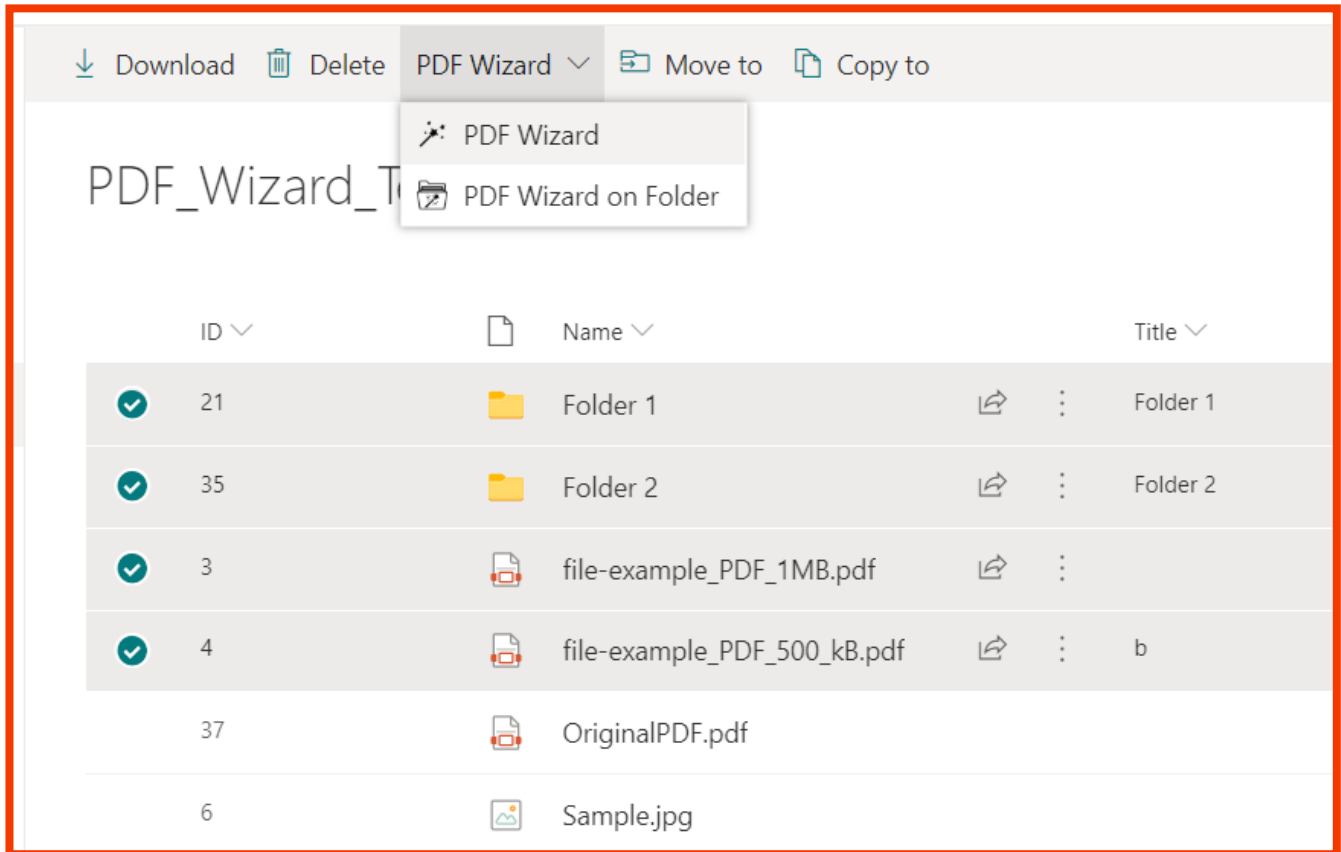 Download Delete PDF Wizard Move to Copy to
PDF Wizard
PDF_Wizard_T
PDF Wizard on Folder
ID Name Title
21 Folder 1 Folder 1
35 Folder 2 Folder 2
3 file-example_PDF_1MB.pdf
4 file-example_PDF_500_kB.pdf b
37 OriginalPDF.pdf
6 Sample.jpg